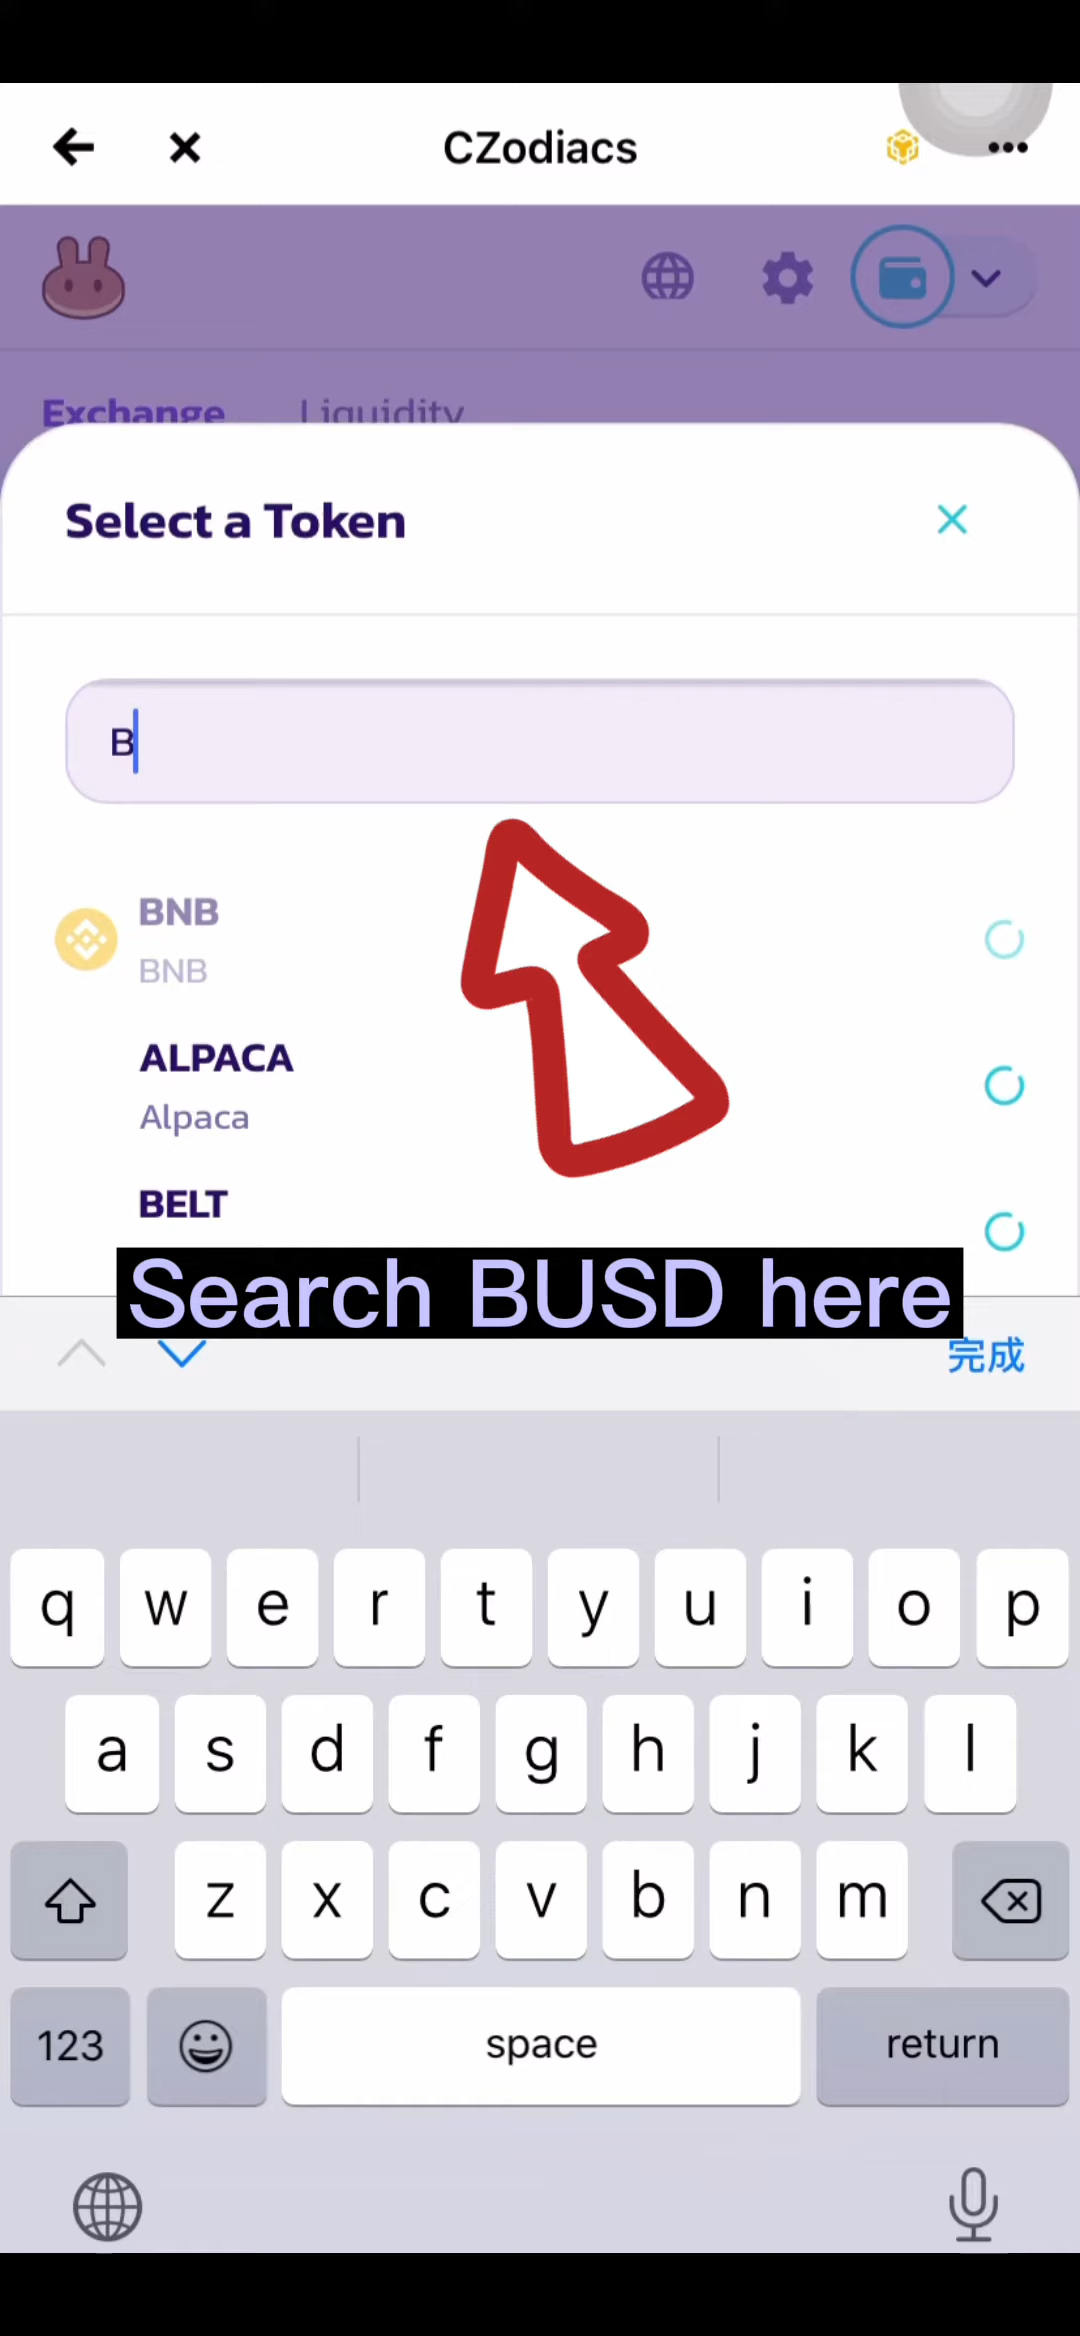 CZodiacs
Exchange Liquidity
Select a Token
B
BNB
BNB
ALPACA
Alpaca
BELT
Search BUSD here
完成
q w e r t y u i o p
a s d f g h j k l
z x c v b n m
123 space return